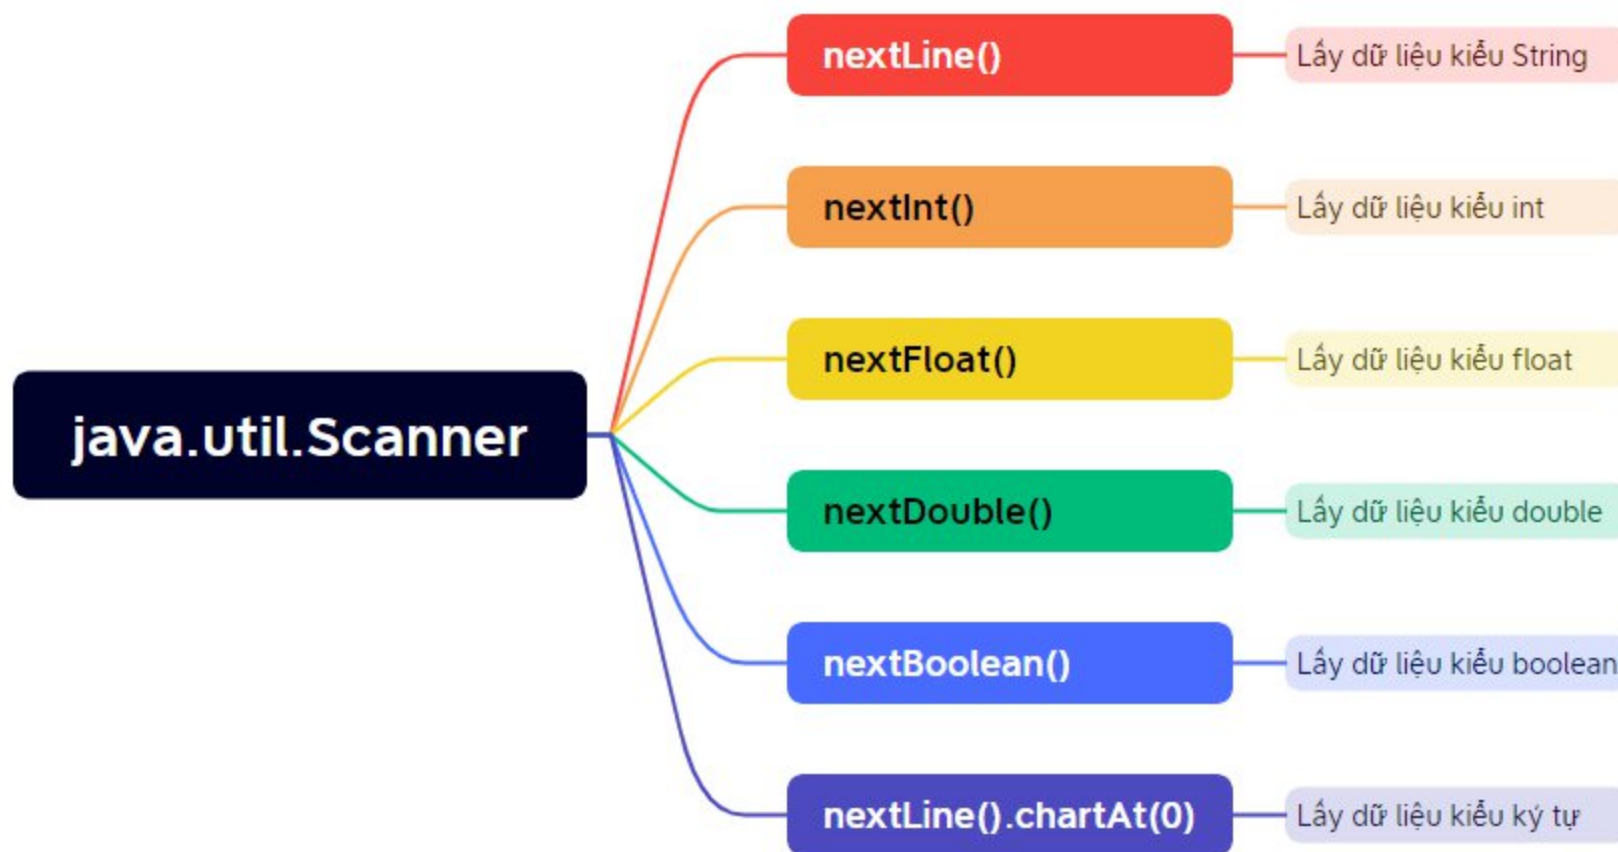 nextLine()
Lấy dữ liệu kiểu String
nextInt()
Lấy dữ liệu kiểu int
nextFloat()
Lấy dữ liệu kiểu float
java.util.Scanner
nextDouble()
Lấy dữ liệu kiểu double
nextBoolean()
Lấy dữ liệu kiểu boolean
nextLine().chartAt(0)
Lấy dữ liệu kiểu ký tự